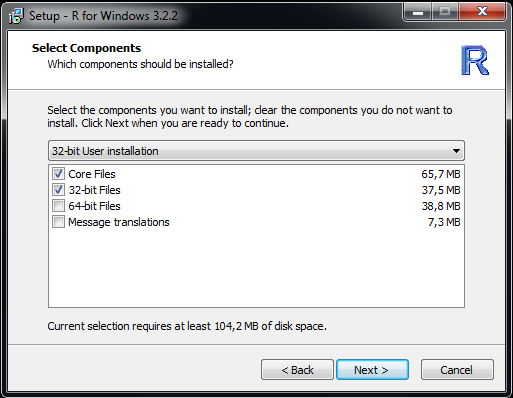 Setup - R for Windows 3.2.2
Select Components
Which components should be installed?
R
Select the components you want to install; clear the components you do not want to
install. Click Next when you are ready to continue.
32-bit User installation
Core Files 65,7 MB
32-bit Files 37,5 MB
64-bit Files 38,8 MB
Message translations 7,3 MB
Current selection requires at least 104,2 MB of disk space.
< Back Next > Cancel